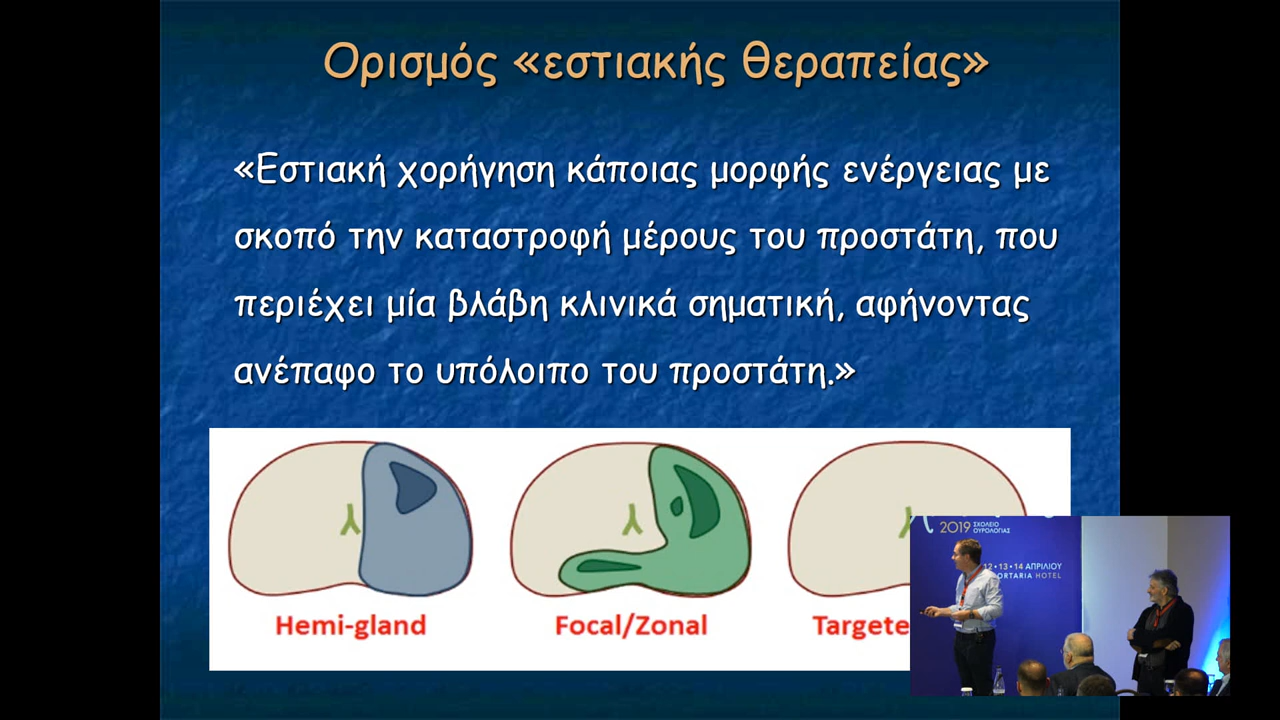 Ορισμός «εστιακής θεραπείας»
«Εστιακή χορήγηση κάποιας μορφής ενέργειας με
σκοπό την καταστροφή μέρους του προστάτη, που
περιέχει μία βλάβη κλινικά σηματική, αφήνοντας
ανέπαφο το υπόλοιπο του προστάτη.»
Hemi-gland
Focal/Zonal
Targete
2019 ΣΧΟΛΕΙΟ
ΟΥΡΟΛΟΓΙΑΣ
12•13•14 ΑΠΡΙΛΙΟΥ
PORTARIA HOTEL